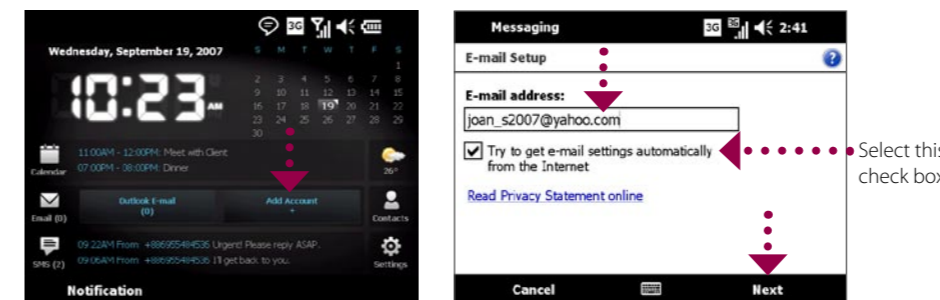 3G
Wednesday, September 19, 2007
S M T W T F S
1
2 3 4 5 6 7 8
10:23 AM
9 10 11 12 13 14 15
16 17 18 19 20 21 22
23 24 25 26 27 28 29
30
11:00AM - 12:00PM: Meet with Client
07:00PM - 08:00PM: Dinner
Calendar
26°
Outlook E-mail
(0)
Add Account
+
Email (0)
Contacts
09:22AM From +886955484536 Urgent! Please reply ASAP.
09:06AM From +886955484536 I'll get back to you.
SMS (2)
Settings
Notification
Messaging
3G
3G
2:41
E-mail Setup
?
E-mail address:
joan_s2007@yahoo.com
Try to get e-mail settings automatically
from the Internet
Read Privacy Statement online
Cancel
Next
Select this
check box